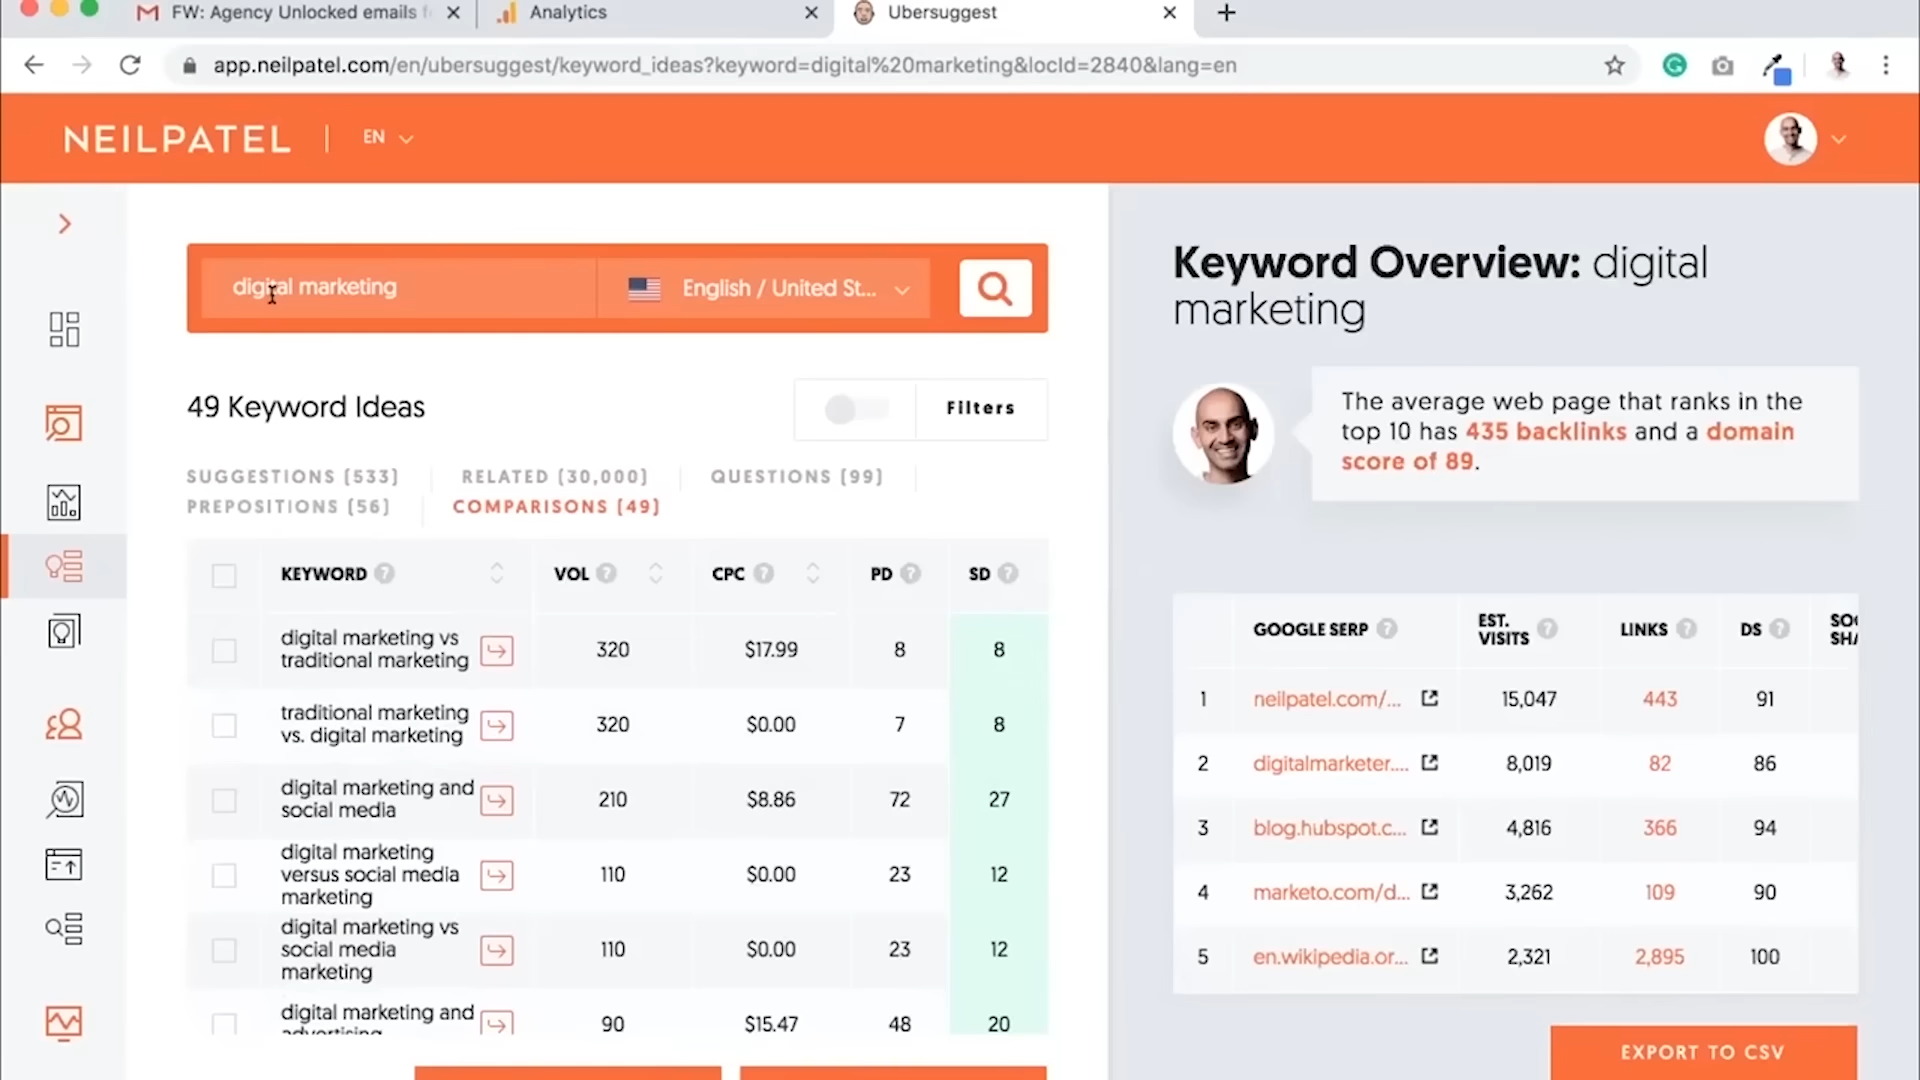 FW: Agency Unlocked emails
Analytics
Ubersuggest
app.neilpatel.com/en/ubersuggest/keyword_ideas?keyword=digital%20marketing&locId=2840&lang=en
NEILPATEL
EN
digital marketing
English / United St...
49 Keyword Ideas
Filters
SUGGESTIONS (533)
RELATED (30,000)
QUESTIONS (99)
PREPOSITIONS (56)
COMPARISONS (49)
KEYWORD ? VOL ? CPC ? PD ? SD ?
digital marketing vs
traditional marketing
320 $17.99 8 8
traditional marketing
vs. digital marketing
320 $0.00 7 8
digital marketing and
social media
210 $8.86 72 27
digital marketing
versus social media
marketing
110 $0.00 23 12
digital marketing vs
social media
marketing
110 $0.00 23 12
digital marketing and
advertising
90 $15.47 48 20
Keyword Overview: digital
marketing
The average web page that ranks in the
top 10 has 435 backlinks and a domain
score of 89.
GOOGLE SERP ? EST. VISITS ? LINKS ? DS ?
1 neilpatel.com/... 15,047 443 91
2 digitalmarketer.... 8,019 82 86
3 blog.hubspot.c... 4,816 366 94
4 marketo.com/d... 3,262 109 90
5 en.wikipedia.or... 2,321 2,895 100
EXPORT TO CSV